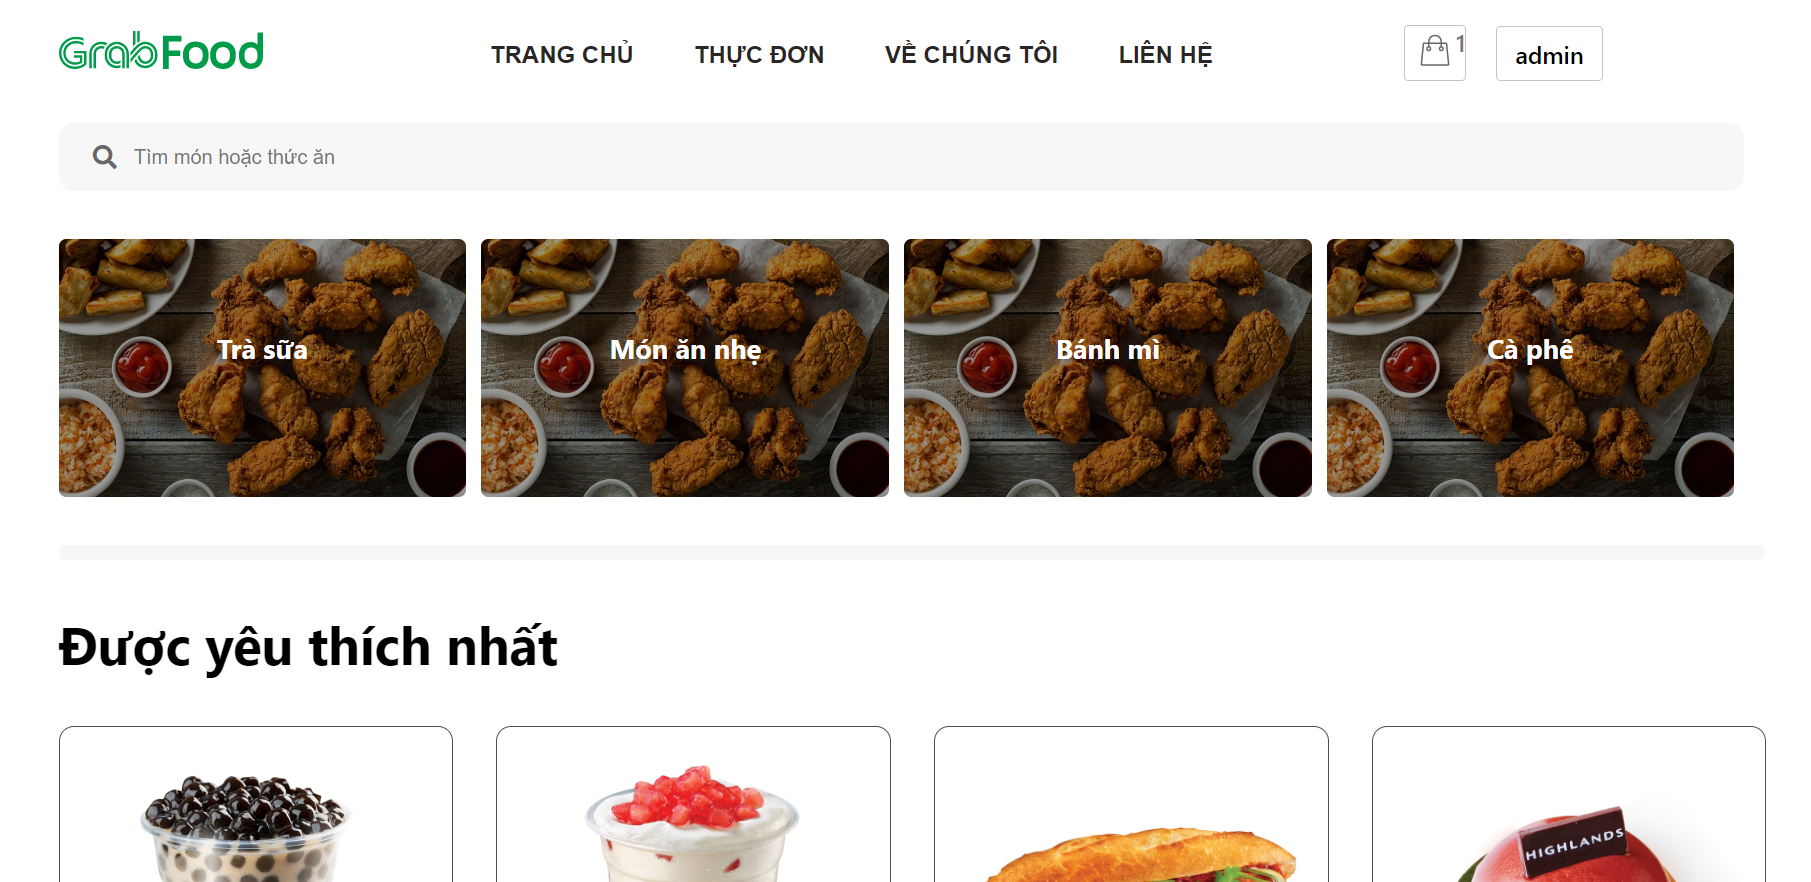 GrabFood
TRANG CHỦ
THỰC ĐƠN
VỀ CHÚNG TÔI
LIÊN HỆ
1
admin
Tìm món hoặc thức ăn
Trà sữa
Món ăn nhẹ
Bánh mì
Cà phê
Được yêu thích nhất
HIGHLANDS